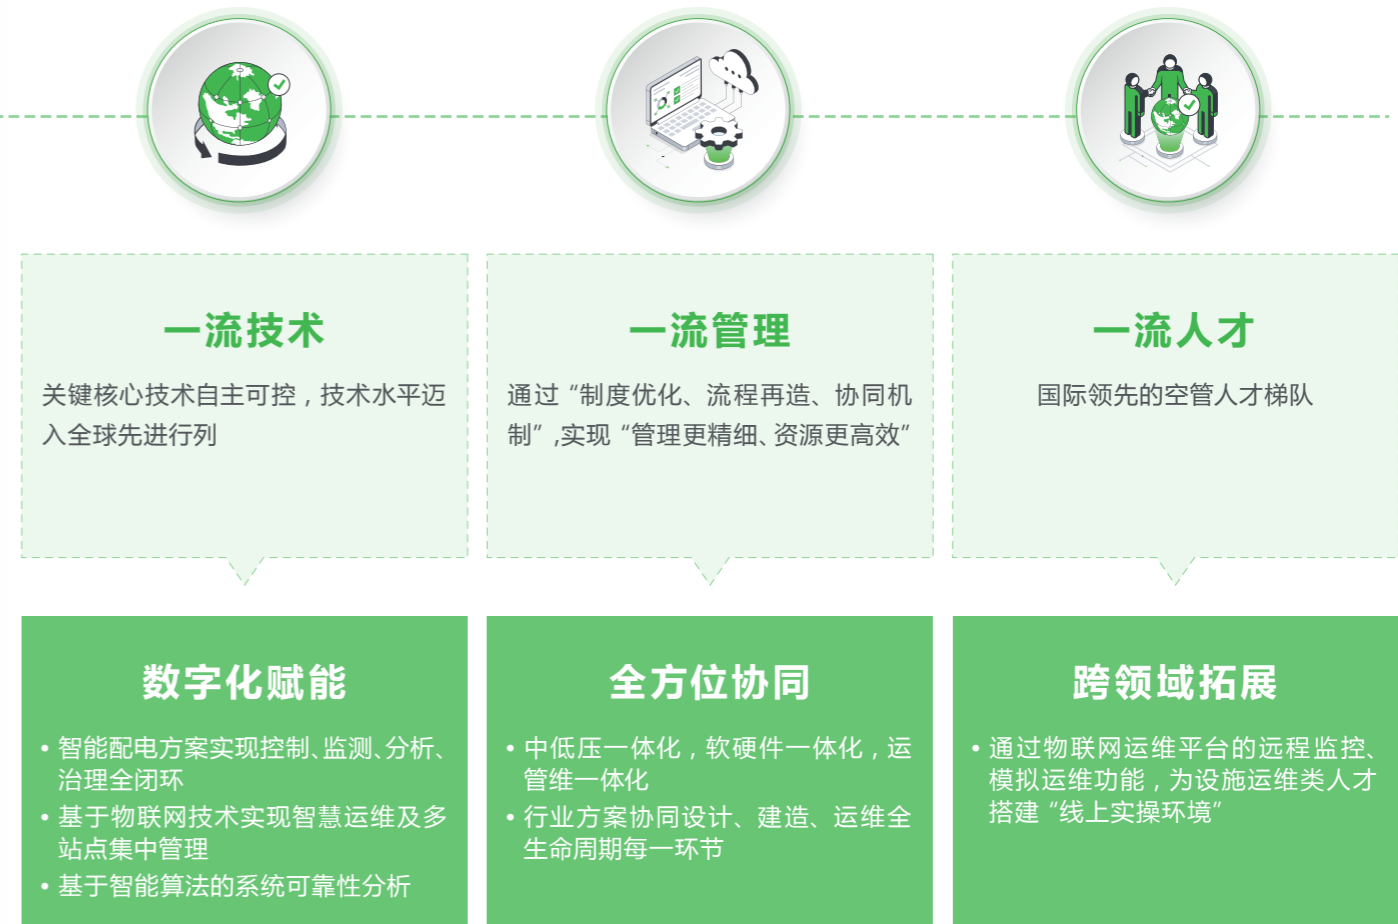 一流技术
关键核心技术自主可控，技术水平迈
入全球先进行列
一流管理
通过“制度优化、流程再造、协同机
制”,实现“管理更精细、资源更高效”
一流人才
国际领先的空管人才梯队
数字化赋能
• 智能配电方案实现控制、监测、分析、
治理全闭环
• 基于物联网技术实现智慧运维及多
站点集中管理
• 基于智能算法的系统可靠性分析
全方位协同
• 中低压一体化，软硬件一体化，运
管维一体化
• 行业方案协同设计、建造、运维全
生命周期每一环节
跨领域拓展
• 通过物联网运维平台的远程监控、
模拟运维功能，为设施运维类人才
搭建“线上实操环境”